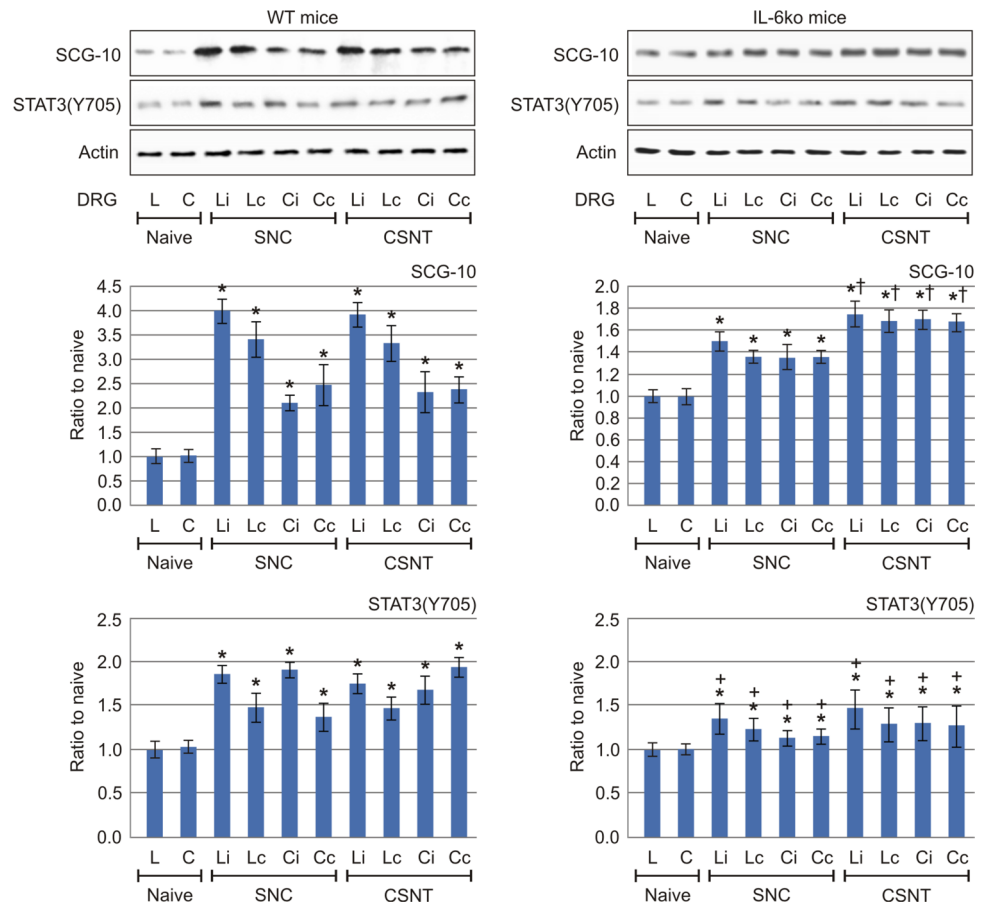 WT mice
SCG-10
STAT3(Y705)
Actin
DRG L C Li Lc Ci Cc Li Lc Ci Cc
Naive SNC CSNT
IL-6ko mice
SCG-10
STAT3(Y705)
Actin
DRG L C Li Lc Ci Cc Li Lc Ci Cc
Naive SNC CSNT
SCG-10
Ratio to naive
4.5
4.0
3.5
3.0
2.5
2.0
1.5
1.0
0.5
0.0
* * * * * * * *
L C Li Lc Ci Cc Li Lc Ci Cc
Naive SNC CSNT
SCG-10
Ratio to naive
2.0
1.8
1.6
1.4
1.2
1.0
0.8
0.6
0.4
0.2
0.0
* * * * *† *† *† *†
L C Li Lc Ci Cc Li Lc Ci Cc
Naive SNC CSNT
STAT3(Y705)
Ratio to naive
2.5
2.0
1.5
1.0
0.5
0.0
* * * * * * * *
L C Li Lc Ci Cc Li Lc Ci Cc
Naive SNC CSNT
STAT3(Y705)
Ratio to naive
2.5
2.0
1.5
1.0
0.5
0.0
+ + + + + + + +
* * * * * * * *
L C Li Lc Ci Cc Li Lc Ci Cc
Naive SNC CSNT